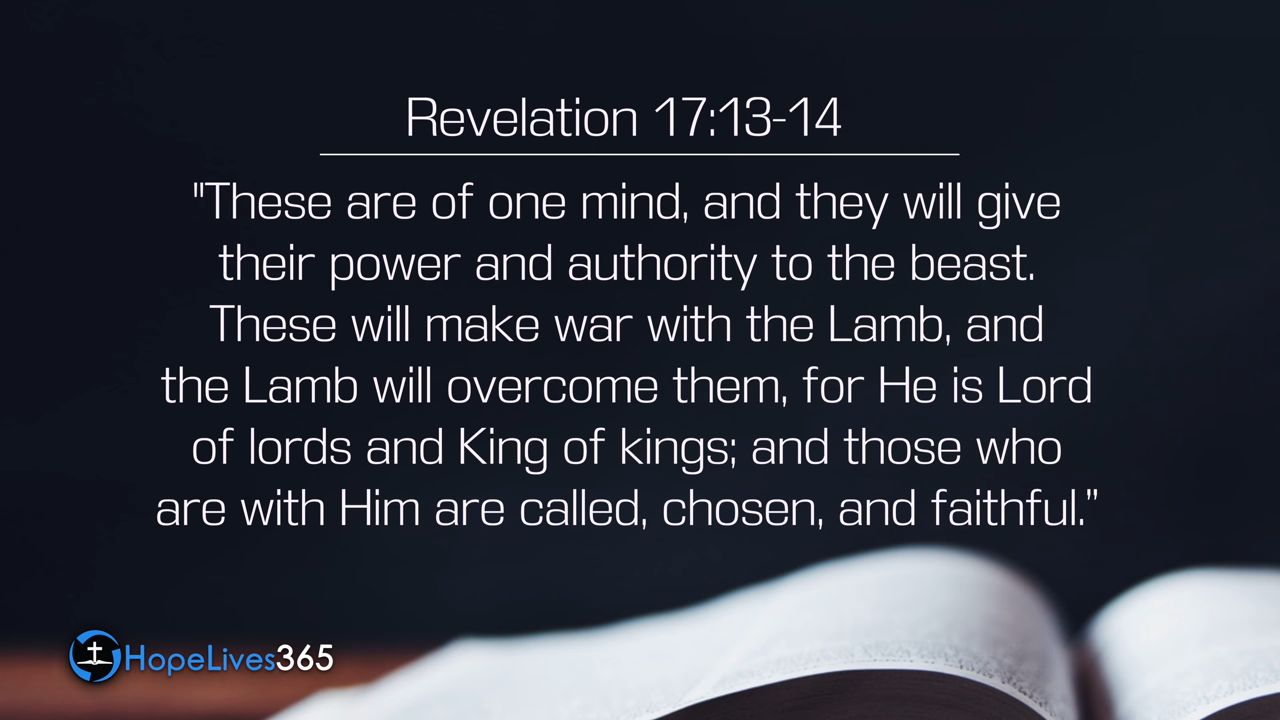 Revelation 17:13-14
"These are of one mind, and they will give
their power and authority to the beast.
These will make war with the Lamb, and
the Lamb will overcome them, for He is Lord
of lords and King of kings; and those who
are with Him are called, chosen, and faithful.”
HopeLives365